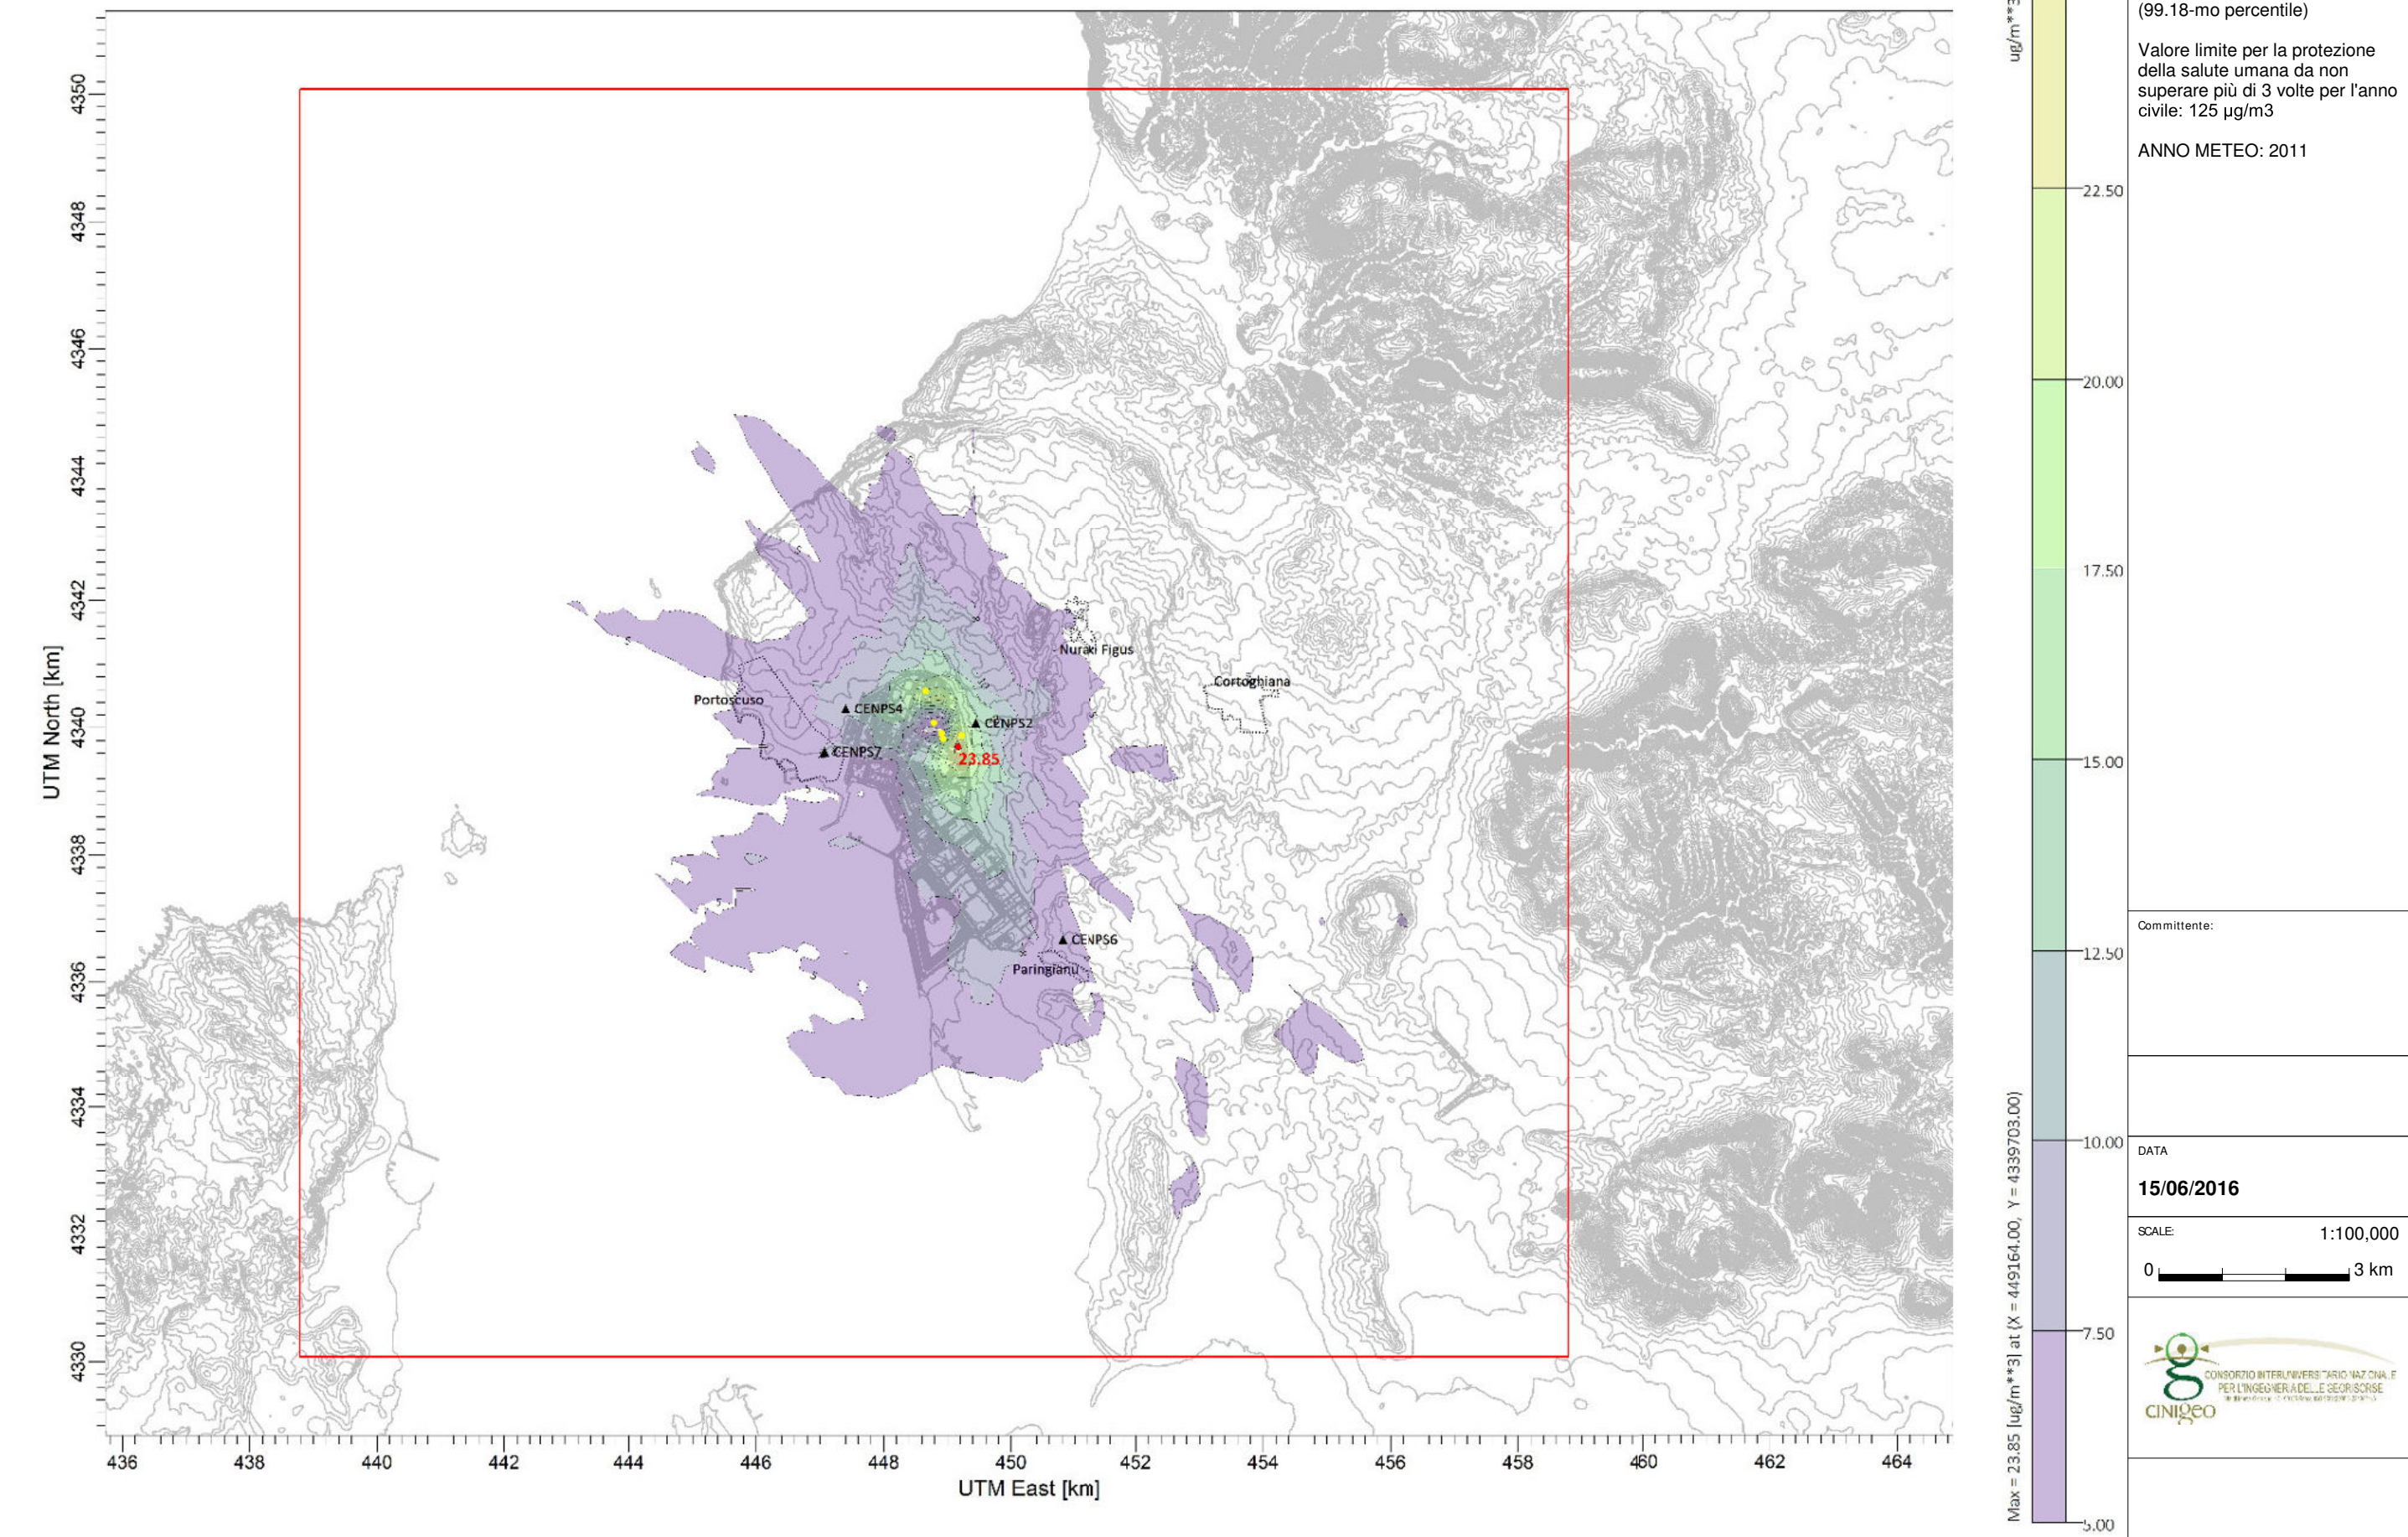 4350
4348
4346
4344
4342
4340
4338
4336
4334
4332
4330
UTM North [km]
436
438
440
442
444
446
448
450
452
454
456
458
460
462
464
UTM East [km]
Nuraki Figus
Cortoghiana
Portoscuso
CENPS4
CENPS2
CENPS7
23.85
CENPS6
Paringianu
ug/m**3
Max = 23.85 [ug/m**3] at (X = 449164.00, Y = 4339703.00)
22.50
20.00
17.50
15.00
12.50
10.00
7.50
5.00
(99.18-mo percentile)
Valore limite per la protezione
della salute umana da non
superare più di 3 volte per l'anno
civile: 125 µg/m3
ANNO METEO: 2011
Committente:
DATA
15/06/2016
SCALE: 1:100,000
0 3 km
CONSORZIO INTERUNIVERSITARIO NAZIONALE
PER L'INGEGNERIA DELLE GEORISORSE
CINIGEO